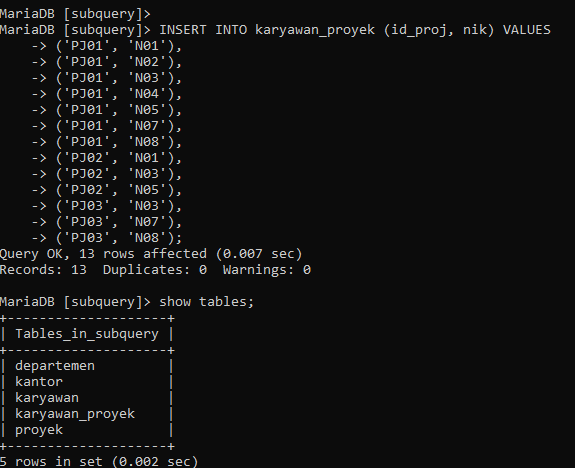 MariaDB [subquery]>
MariaDB [subquery]> INSERT INTO karyawan_proyek (id_proj, nik) VALUES
    -> ('PJ01', 'N01'),
    -> ('PJ01', 'N02'),
    -> ('PJ01', 'N03'),
    -> ('PJ01', 'N04'),
    -> ('PJ01', 'N05'),
    -> ('PJ01', 'N07'),
    -> ('PJ01', 'N08'),
    -> ('PJ02', 'N01'),
    -> ('PJ02', 'N03'),
    -> ('PJ02', 'N05'),
    -> ('PJ03', 'N03'),
    -> ('PJ03', 'N07'),
    -> ('PJ03', 'N08');
Query OK, 13 rows affected (0.007 sec)
Records: 13  Duplicates: 0  Warnings: 0

MariaDB [subquery]> show tables;
+--------------------+
| Tables_in_subquery |
+--------------------+
| departemen         |
| kantor             |
| karyawan           |
| karyawan_proyek    |
| proyek             |
+--------------------+
5 rows in set (0.002 sec)